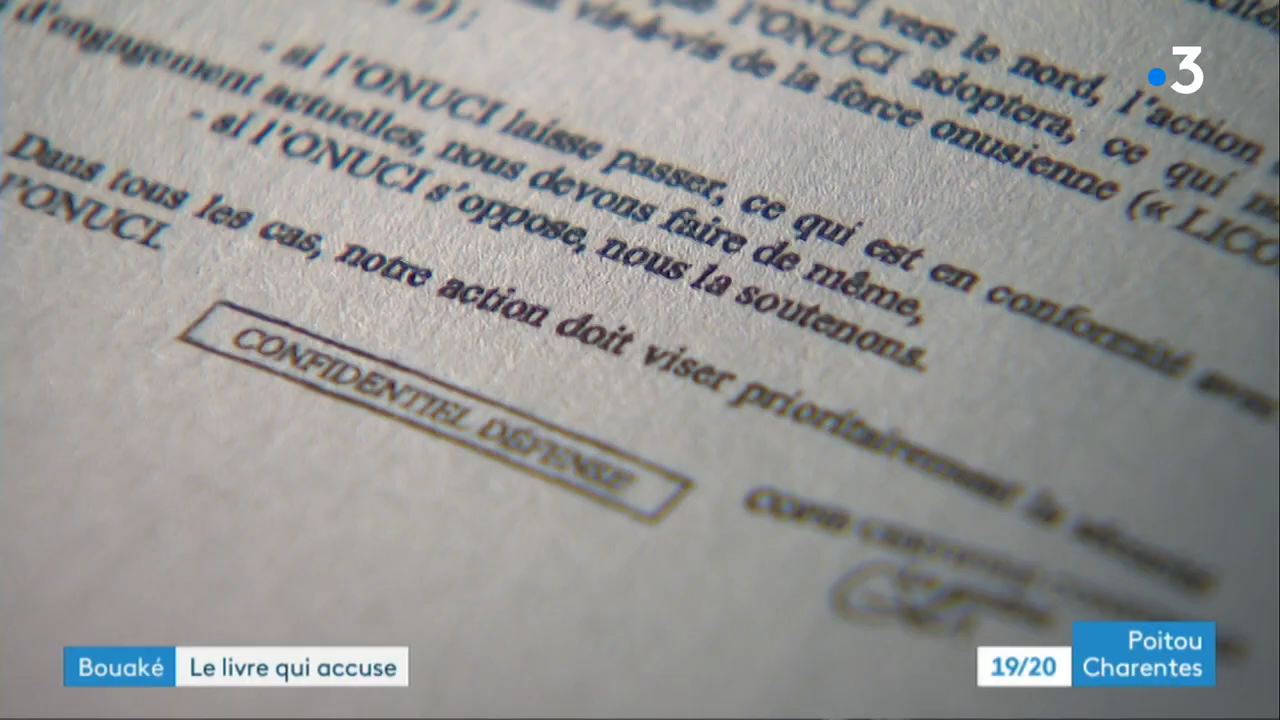 vers le nord, l'action
l'ONUCI adoptera, ce qui
vis-à-vis de la force onusienne («
- si l'ONUCI laisse passer, ce qui est en conformité avec
d'engagement actuelles, nous devons faire de même,
- si l'ONUCI s'oppose, nous la soutenons.
Dans tous les cas, notre action doit viser prioritairement la sécurité
l'ONUCI.
CONFIDENTIEL DÉFENSE
3
Bouaké
Le livre qui accuse
19/20
Poitou
Charentes